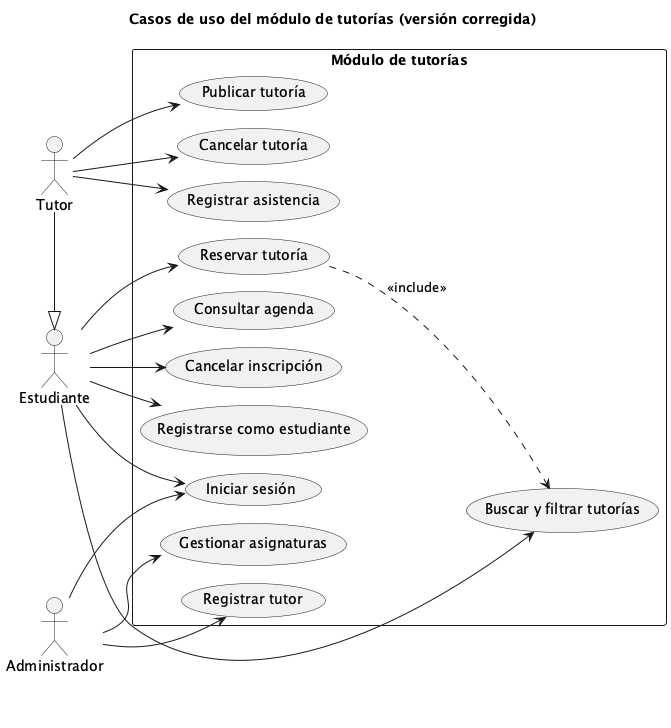 Casos de uso del módulo de tutorías (versión corregida)
Módulo de tutorías
Publicar tutoría
Cancelar tutoría
Tutor
Registrar asistencia
Reservar tutoría
«include»
Consultar agenda
Cancelar inscripción
Estudiante
Registrarse como estudiante
Iniciar sesión
Buscar y filtrar tutorías
Gestionar asignaturas
Registrar tutor
Administrador